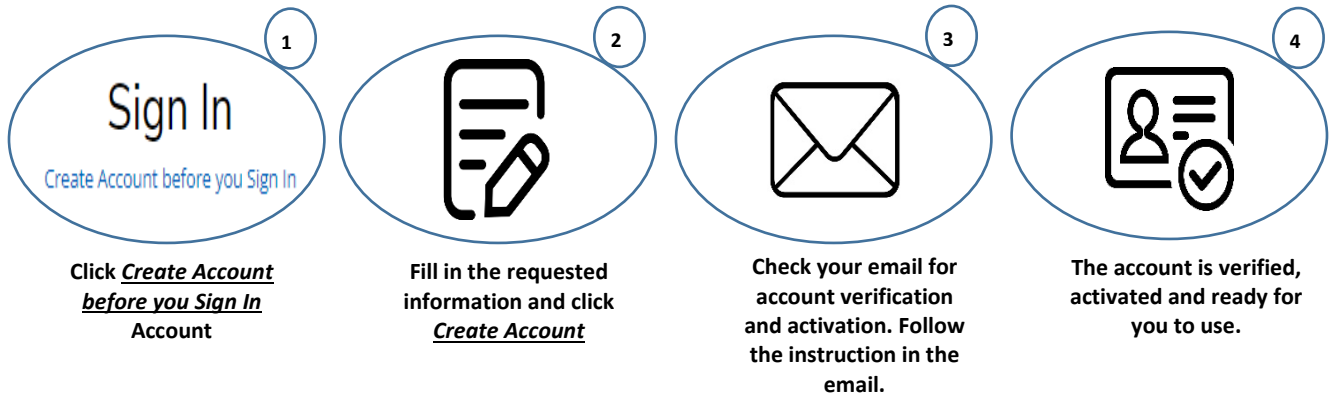 1
Sign In
Create Account before you Sign In
Click Create Account
before you Sign In
Account
2
Fill in the requested
information and click
Create Account
3
Check your email for
account verification
and activation. Follow
the instruction in the
email.
4
The account is verified,
activated and ready for
you to use.